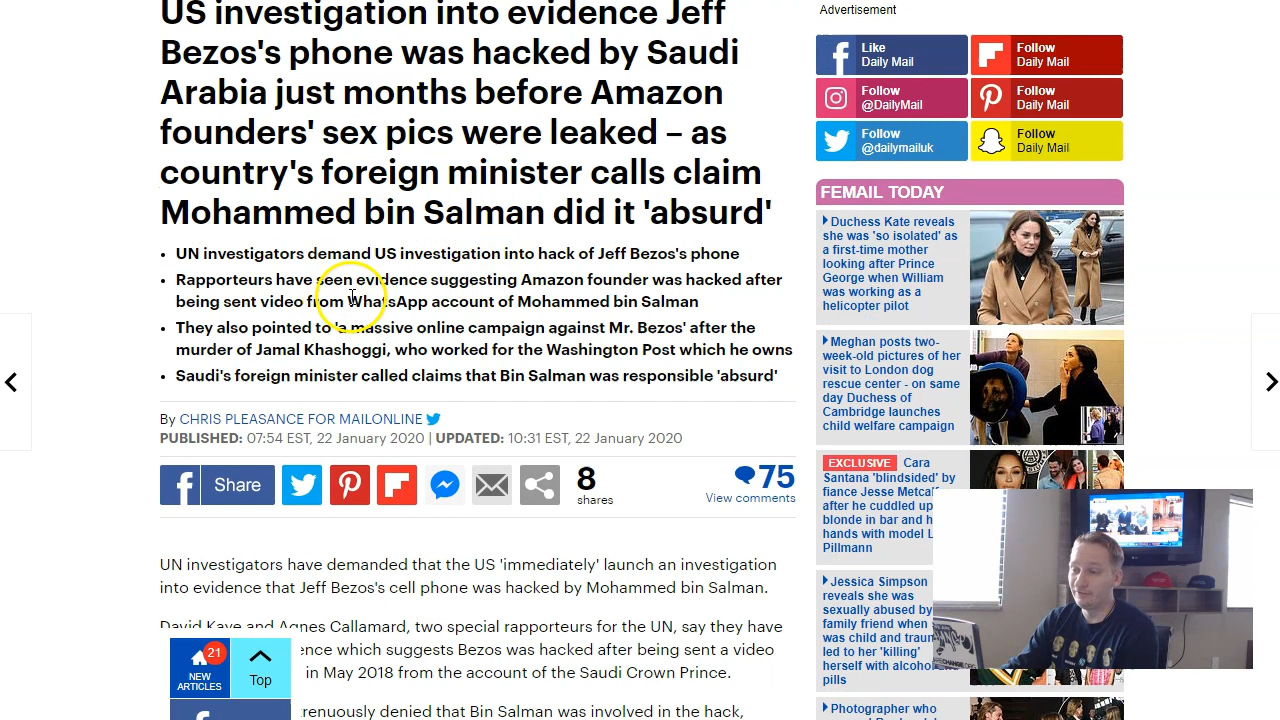 US investigation into evidence Jeff
Bezos's phone was hacked by Saudi
Arabia just months before Amazon
founders' sex pics were leaked – as
country's foreign minister calls claim
Mohammed bin Salman did it 'absurd'
UN investigators demand US investigation into hack of Jeff Bezos's phone
Rapporteurs have seen evidence suggesting Amazon founder was hacked after
being sent video from WhatsApp account of Mohammed bin Salman
They also pointed to 'a massive online campaign against Mr. Bezos' after the
murder of Jamal Khashoggi, who worked for the Washington Post which he owns
Saudi's foreign minister called claims that Bin Salman was responsible 'absurd'
By CHRIS PLEASANCE FOR MAILONLINE
PUBLISHED: 07:54 EST, 22 January 2020 | UPDATED: 10:31 EST, 22 January 2020
Share
8
shares
75
View comments
UN investigators have demanded that the US 'immediately' launch an investigation
into evidence that Jeff Bezos's cell phone was hacked by Mohammed bin Salman.
David Kaye and Agnes Callamard, two special rapporteurs for the UN, say they have
ence which suggests Bezos was hacked after being sent a video
in May 2018 from the account of the Saudi Crown Prince.
renuously denied that Bin Salman was involved in the hack,
21
NEW
ARTICLES
Top
Advertisement
Like
Daily Mail
Follow
Daily Mail
Follow
@DailyMail
Follow
Daily Mail
Follow
@dailymailuk
Follow
Daily Mail
FEMAIL TODAY
Duchess Kate reveals
she was 'so isolated' as
a first-time mother
looking after Prince
George when William
was working as a
helicopter pilot
Meghan posts two-
week-old pictures of her
visit to London dog
rescue center - on same
day Duchess of
Cambridge launches
child welfare campaign
EXCLUSIVE Cara
Santana 'blindsided' by
fiance Jesse Metcalf
after he cuddled up
blonde in bar and h
hands with model L
Pillmann
Jessica Simpson
reveals she was
sexually abused by
family friend when
was child and traun
led to her 'killing'
herself with alcoho
pills
Photographer who